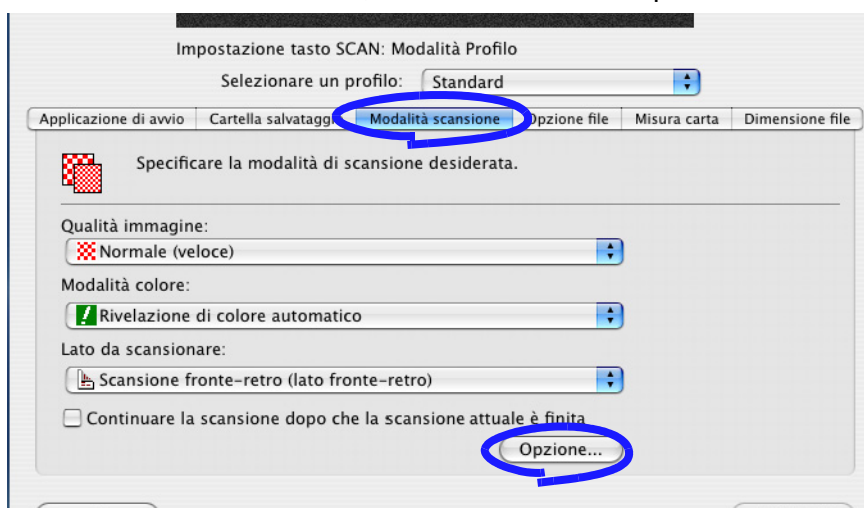 Impostazione tasto SCAN: Modalità Profilo
Selezionare un profilo: Standard
Applicazione di avvio Cartella salvataggi Modalità scansione Opzione file Misura carta Dimensione file
Specificare la modalità di scansione desiderata.
Qualità immagine:
Normale (veloce)
Modalità colore:
Rivelazione di colore automatico
Lato da scansionare:
Scansione fronte-retro (lato fronte-retro)
Continuare la scansione dopo che la scansione attuale è finita
Opzione...